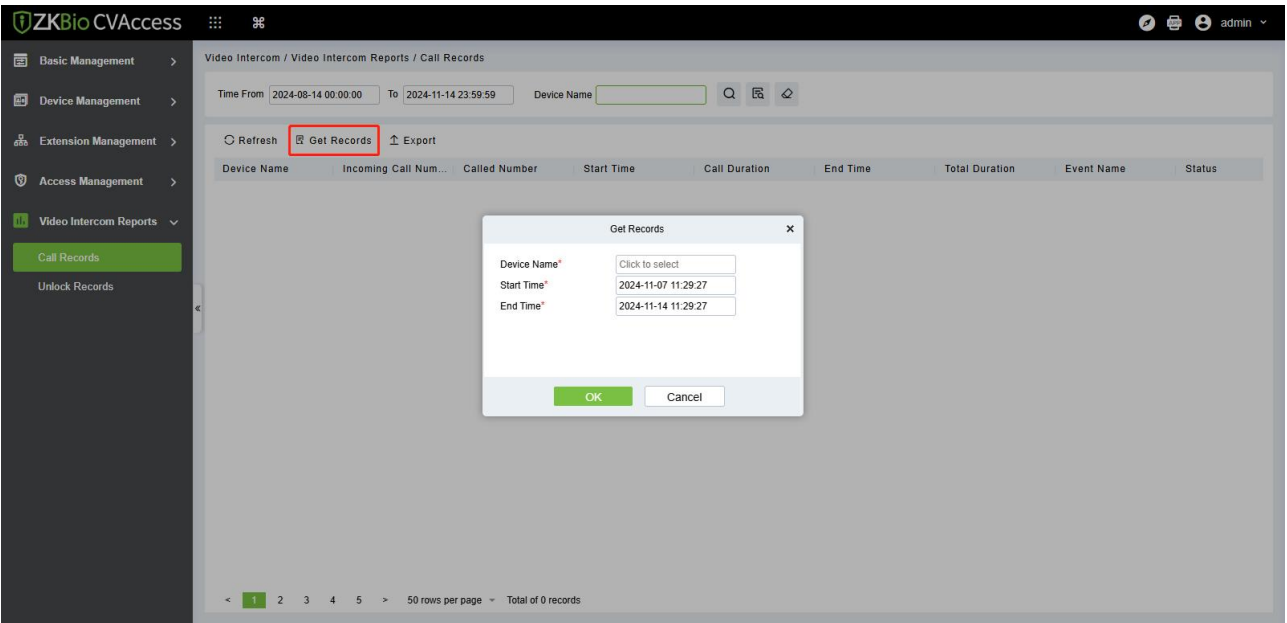 ZKBio CVAccess
admin
Basic Management
Device Management
Extension Management
Access Management
Video Intercom Reports
Call Records
Unlock Records
Video Intercom / Video Intercom Reports / Call Records
Time From 2024-08-14 00:00:00 To 2024-11-14 23:59:59 Device Name
Refresh Get Records Export
Device Name Incoming Call Num... Called Number Start Time Call Duration End Time Total Duration Event Name Status
Get Records ×
Device Name* Click to select
Start Time* 2024-11-07 11:29:27
End Time* 2024-11-14 11:29:27
OK Cancel
< 1 2 3 4 5 > 50 rows per page Total of 0 records